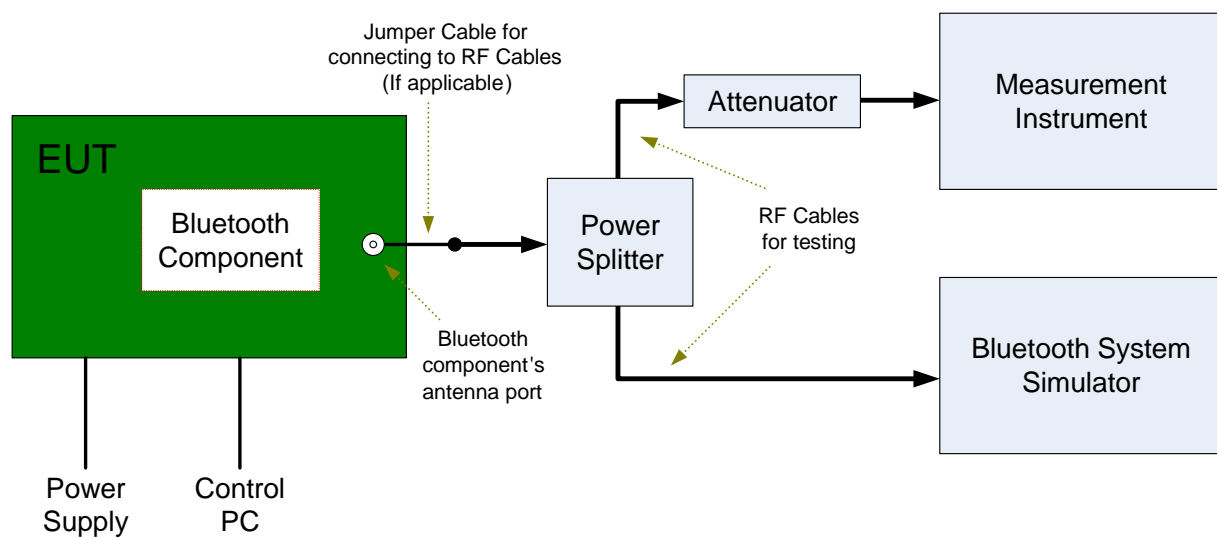 Jumper Cable for
connecting to RF Cables
(If applicable)
EUT
Bluetooth
Component
Bluetooth
component's
antenna port
Power
Supply
Control
PC
Power
Splitter
Attenuator
RF Cables
for testing
Measurement
Instrument
Bluetooth System
Simulator